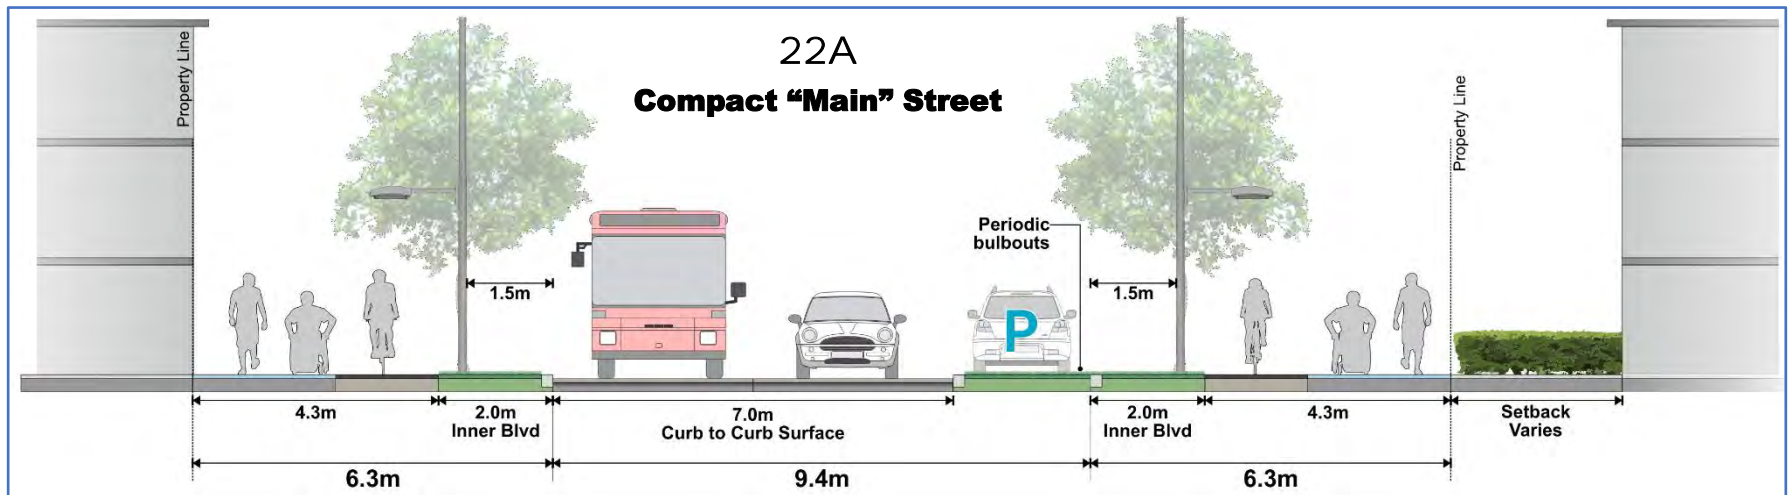 22A
Compact “Main” Street
Property Line
Property Line
Periodic
bulbouts
1.5m
1.5m
P
4.3m
2.0m
Inner Blvd
7.0m
Curb to Curb Surface
2.0m
Inner Blvd
4.3m
Setback
Varies
6.3m
9.4m
6.3m